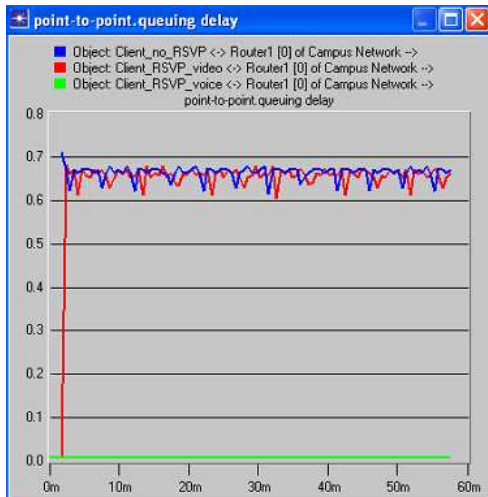 point-to-point.queuing delay
Object: Client_no_RSVP <-> Router1 [0] of Campus Network -->
Object: Client_RSVP_video <-> Router1 [0] of Campus Network -->
Object: Client_RSVP_voice <-> Router1 [0] of Campus Network -->
point-to-point.queuing delay
0.8
0.7
0.6
0.5
0.4
0.3
0.2
0.1
0.0
0m 10m 20m 30m 40m 50m 60m